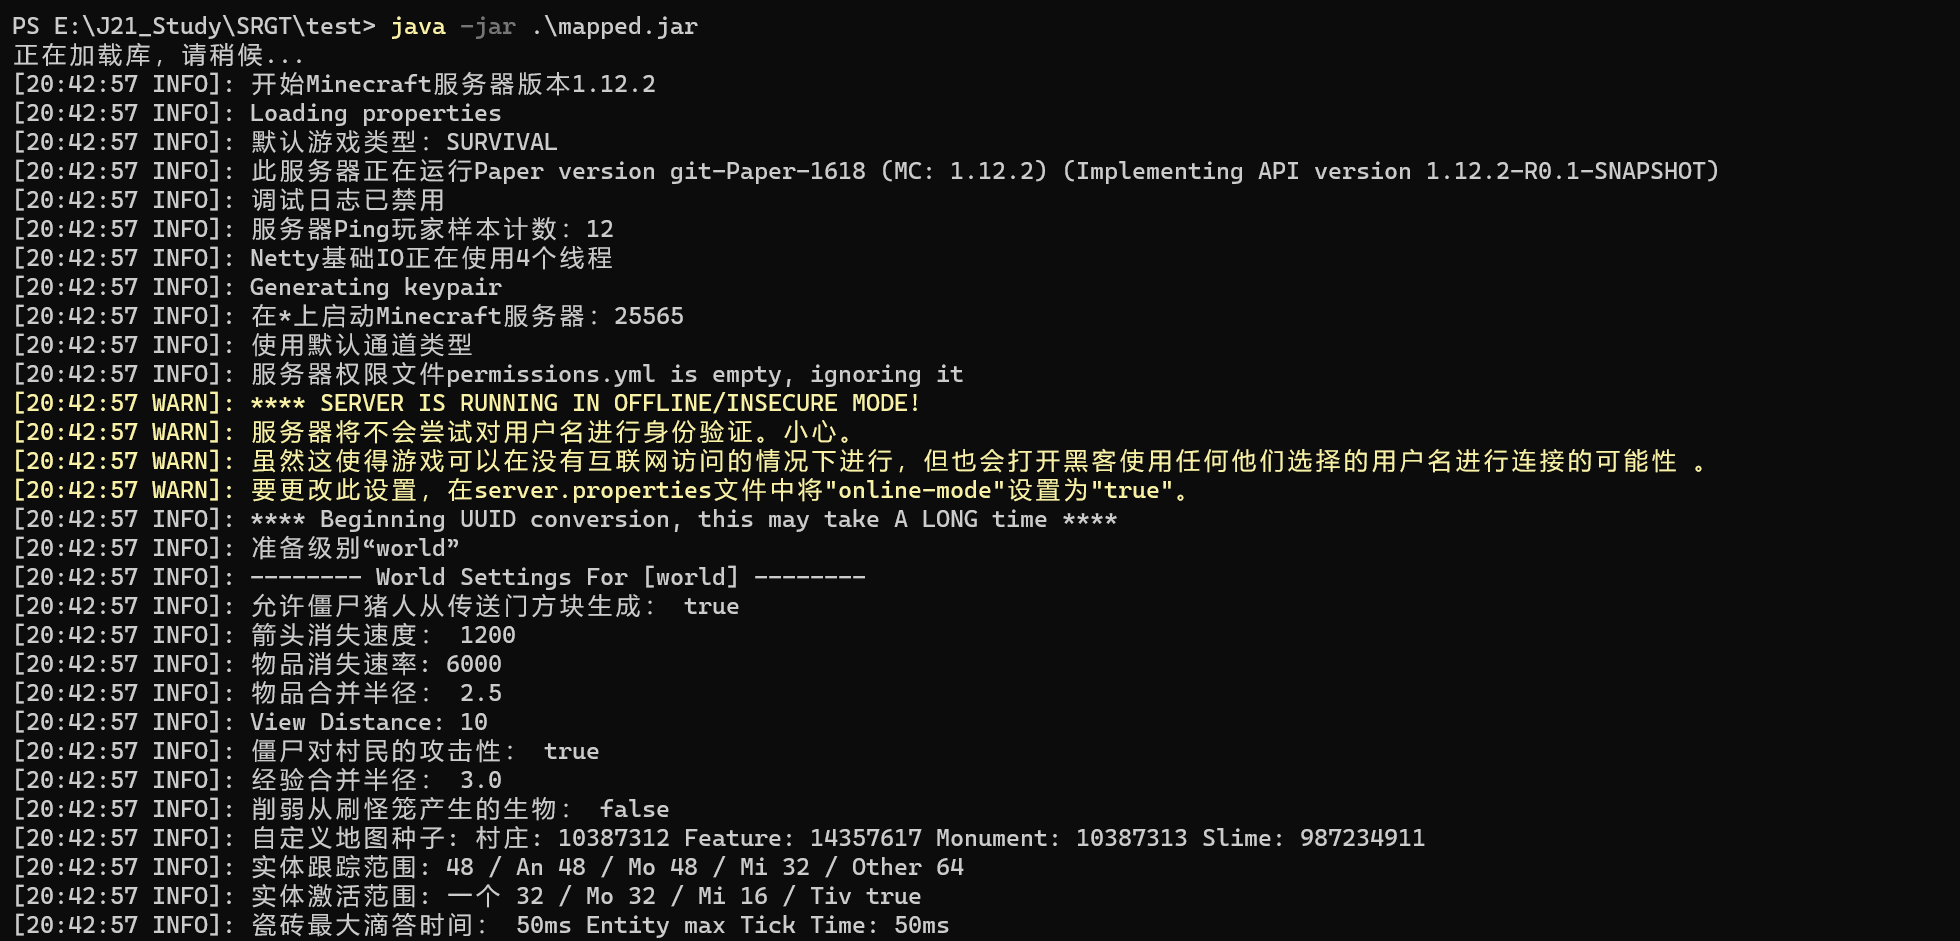 PS E:\J21_Study\SRGT\test> java -jar .\mapped.jar
正在加载库，请稍候...
[20:42:57 INFO]: 开始Minecraft服务器版本1.12.2
[20:42:57 INFO]: Loading properties
[20:42:57 INFO]: 默认游戏类型：SURVIVAL
[20:42:57 INFO]: 此服务器正在运行Paper version git-Paper-1618 (MC: 1.12.2) (Implementing API version 1.12.2-R0.1-SNAPSHOT)
[20:42:57 INFO]: 调试日志已禁用
[20:42:57 INFO]: 服务器Ping玩家样本计数：12
[20:42:57 INFO]: Netty基础IO正在使用4个线程
[20:42:57 INFO]: Generating keypair
[20:42:57 INFO]: 在*上启动Minecraft服务器：25565
[20:42:57 INFO]: 使用默认通道类型
[20:42:57 INFO]: 服务器权限文件permissions.yml is empty, ignoring it
[20:42:57 WARN]: **** SERVER IS RUNNING IN OFFLINE/INSECURE MODE!
[20:42:57 WARN]: 服务器将不会尝试对用户名进行身份验证。小心。
[20:42:57 WARN]: 虽然这使得游戏可以在没有互联网访问的情况下进行，但也会打开黑客使用任何他们选择的用户名进行连接的可能性 。
[20:42:57 WARN]: 要更改此设置，在server.properties文件中将"online-mode"设置为"true"。
[20:42:57 INFO]: **** Beginning UUID conversion, this may take A LONG time ****
[20:42:57 INFO]: 准备级别“world”
[20:42:57 INFO]: -------- World Settings For [world] --------
[20:42:57 INFO]: 允许僵尸猪人从传送门方块生成： true
[20:42:57 INFO]: 箭头消失速度： 1200
[20:42:57 INFO]: 物品消失速率：6000
[20:42:57 INFO]: 物品合并半径： 2.5
[20:42:57 INFO]: View Distance: 10
[20:42:57 INFO]: 僵尸对村民的攻击性： true
[20:42:57 INFO]: 经验合并半径： 3.0
[20:42:57 INFO]: 削弱从刷怪笼产生的生物： false
[20:42:57 INFO]: 自定义地图种子：村庄：10387312 Feature: 14357617 Monument: 10387313 Slime: 987234911
[20:42:57 INFO]: 实体跟踪范围：48 / An 48 / Mo 48 / Mi 32 / Other 64
[20:42:57 INFO]: 实体激活范围：一个 32 / Mo 32 / Mi 16 / Tiv true
[20:42:57 INFO]: 瓷砖最大滴答时间： 50ms Entity max Tick Time: 50ms